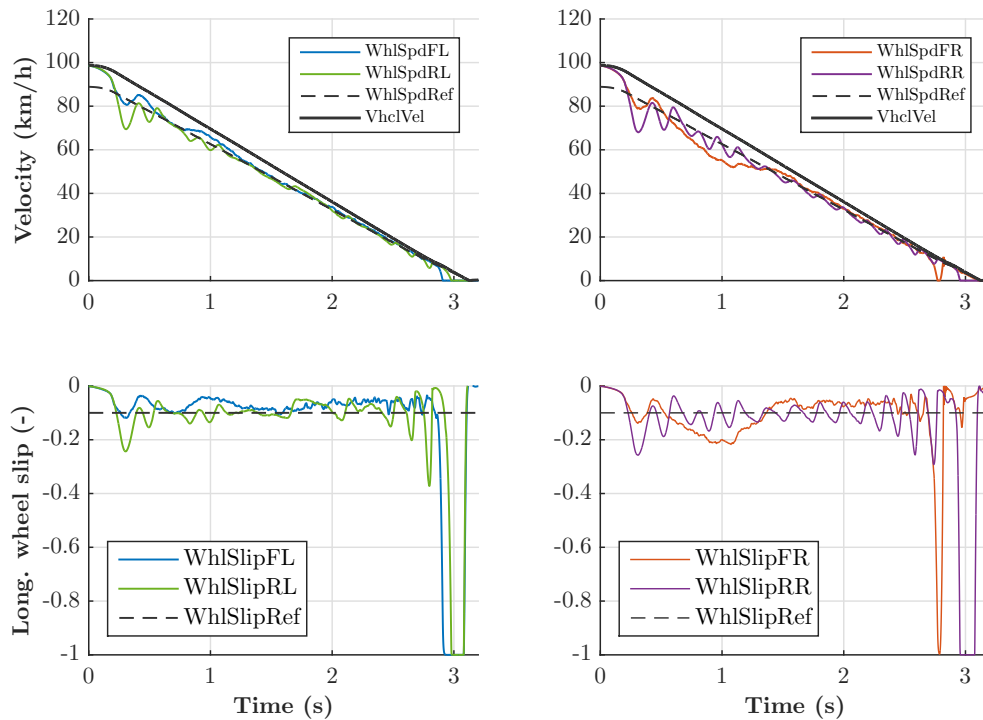 120
100
80
60
40
20
0
Velocity (km/h)
WhlSpdFL
WhlSpdRL
WhlSpdRef
VhclVel
0 1 2 3
120
100
80
60
40
20
0
WhlSpdFR
WhlSpdRR
WhlSpdRef
VhclVel
0 1 2 3
0
-0.2
-0.4
-0.6
-0.8
-1
Long. wheel slip (-)
WhlSlipFL
WhlSlipRL
WhlSlipRef
0 1 2 3
Time (s)
0
-0.2
-0.4
-0.6
-0.8
-1
WhlSlipFR
WhlSlipRR
WhlSlipRef
0 1 2 3
Time (s)